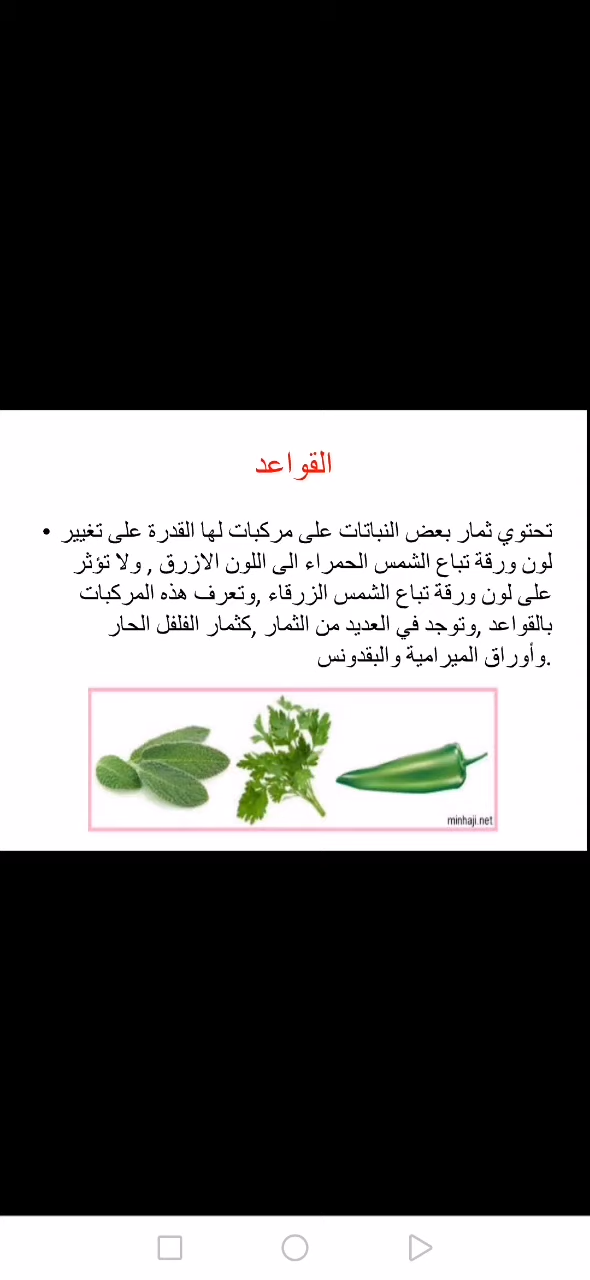 القواعد
• تحتوي ثمار بعض النباتات على مركبات لها القدرة على تغيير
لون ورقة تباع الشمس الحمراء الى اللون الازرق , ولا تؤثر
على لون ورقة تباع الشمس الزرقاء ,وتعرف هذه المركبات
بالقواعد ,وتوجد في العديد من الثمار ,كثمار الفلفل الحار
.وأوراق الميرامية والبقدونس
minhaji.net